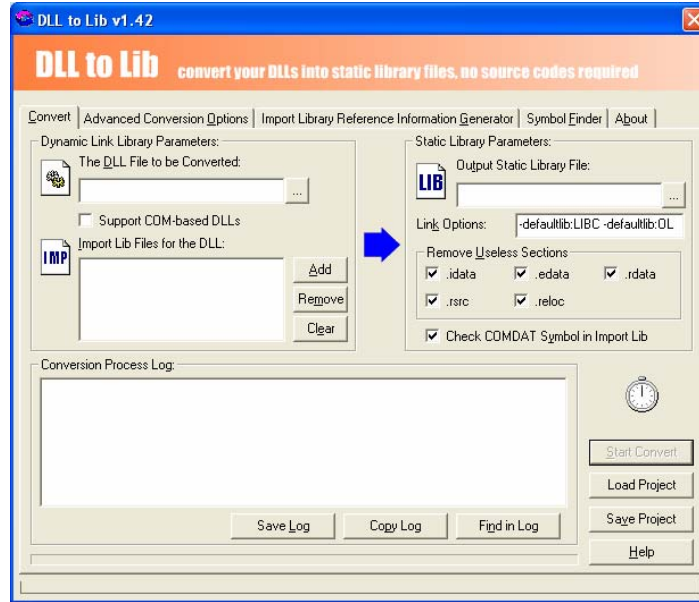 DLL to Lib v1.42
DLL to Lib convert your DLLs into static library files, no source codes required
Convert Advanced Conversion Options Import Library Reference Information Generator Symbol Finder About
Dynamic Link Library Parameters:
The DLL File to be Converted:
...
Support COM-based DLLs
IMP
Import Lib Files for the DLL:
Add
Remove
Clear
Static Library Parameters:
LIB
Output Static Library File:
...
Link Options: -defaultlib:LIBC -defaultlib:OL
Remove Useless Sections
.idata .edata .rdata
.rsrc .reloc
Check COMDAT Symbol in Import Lib
Conversion Process Log:
Save Log Copy Log Find in Log
Start Convert
Load Project
Save Project
Help